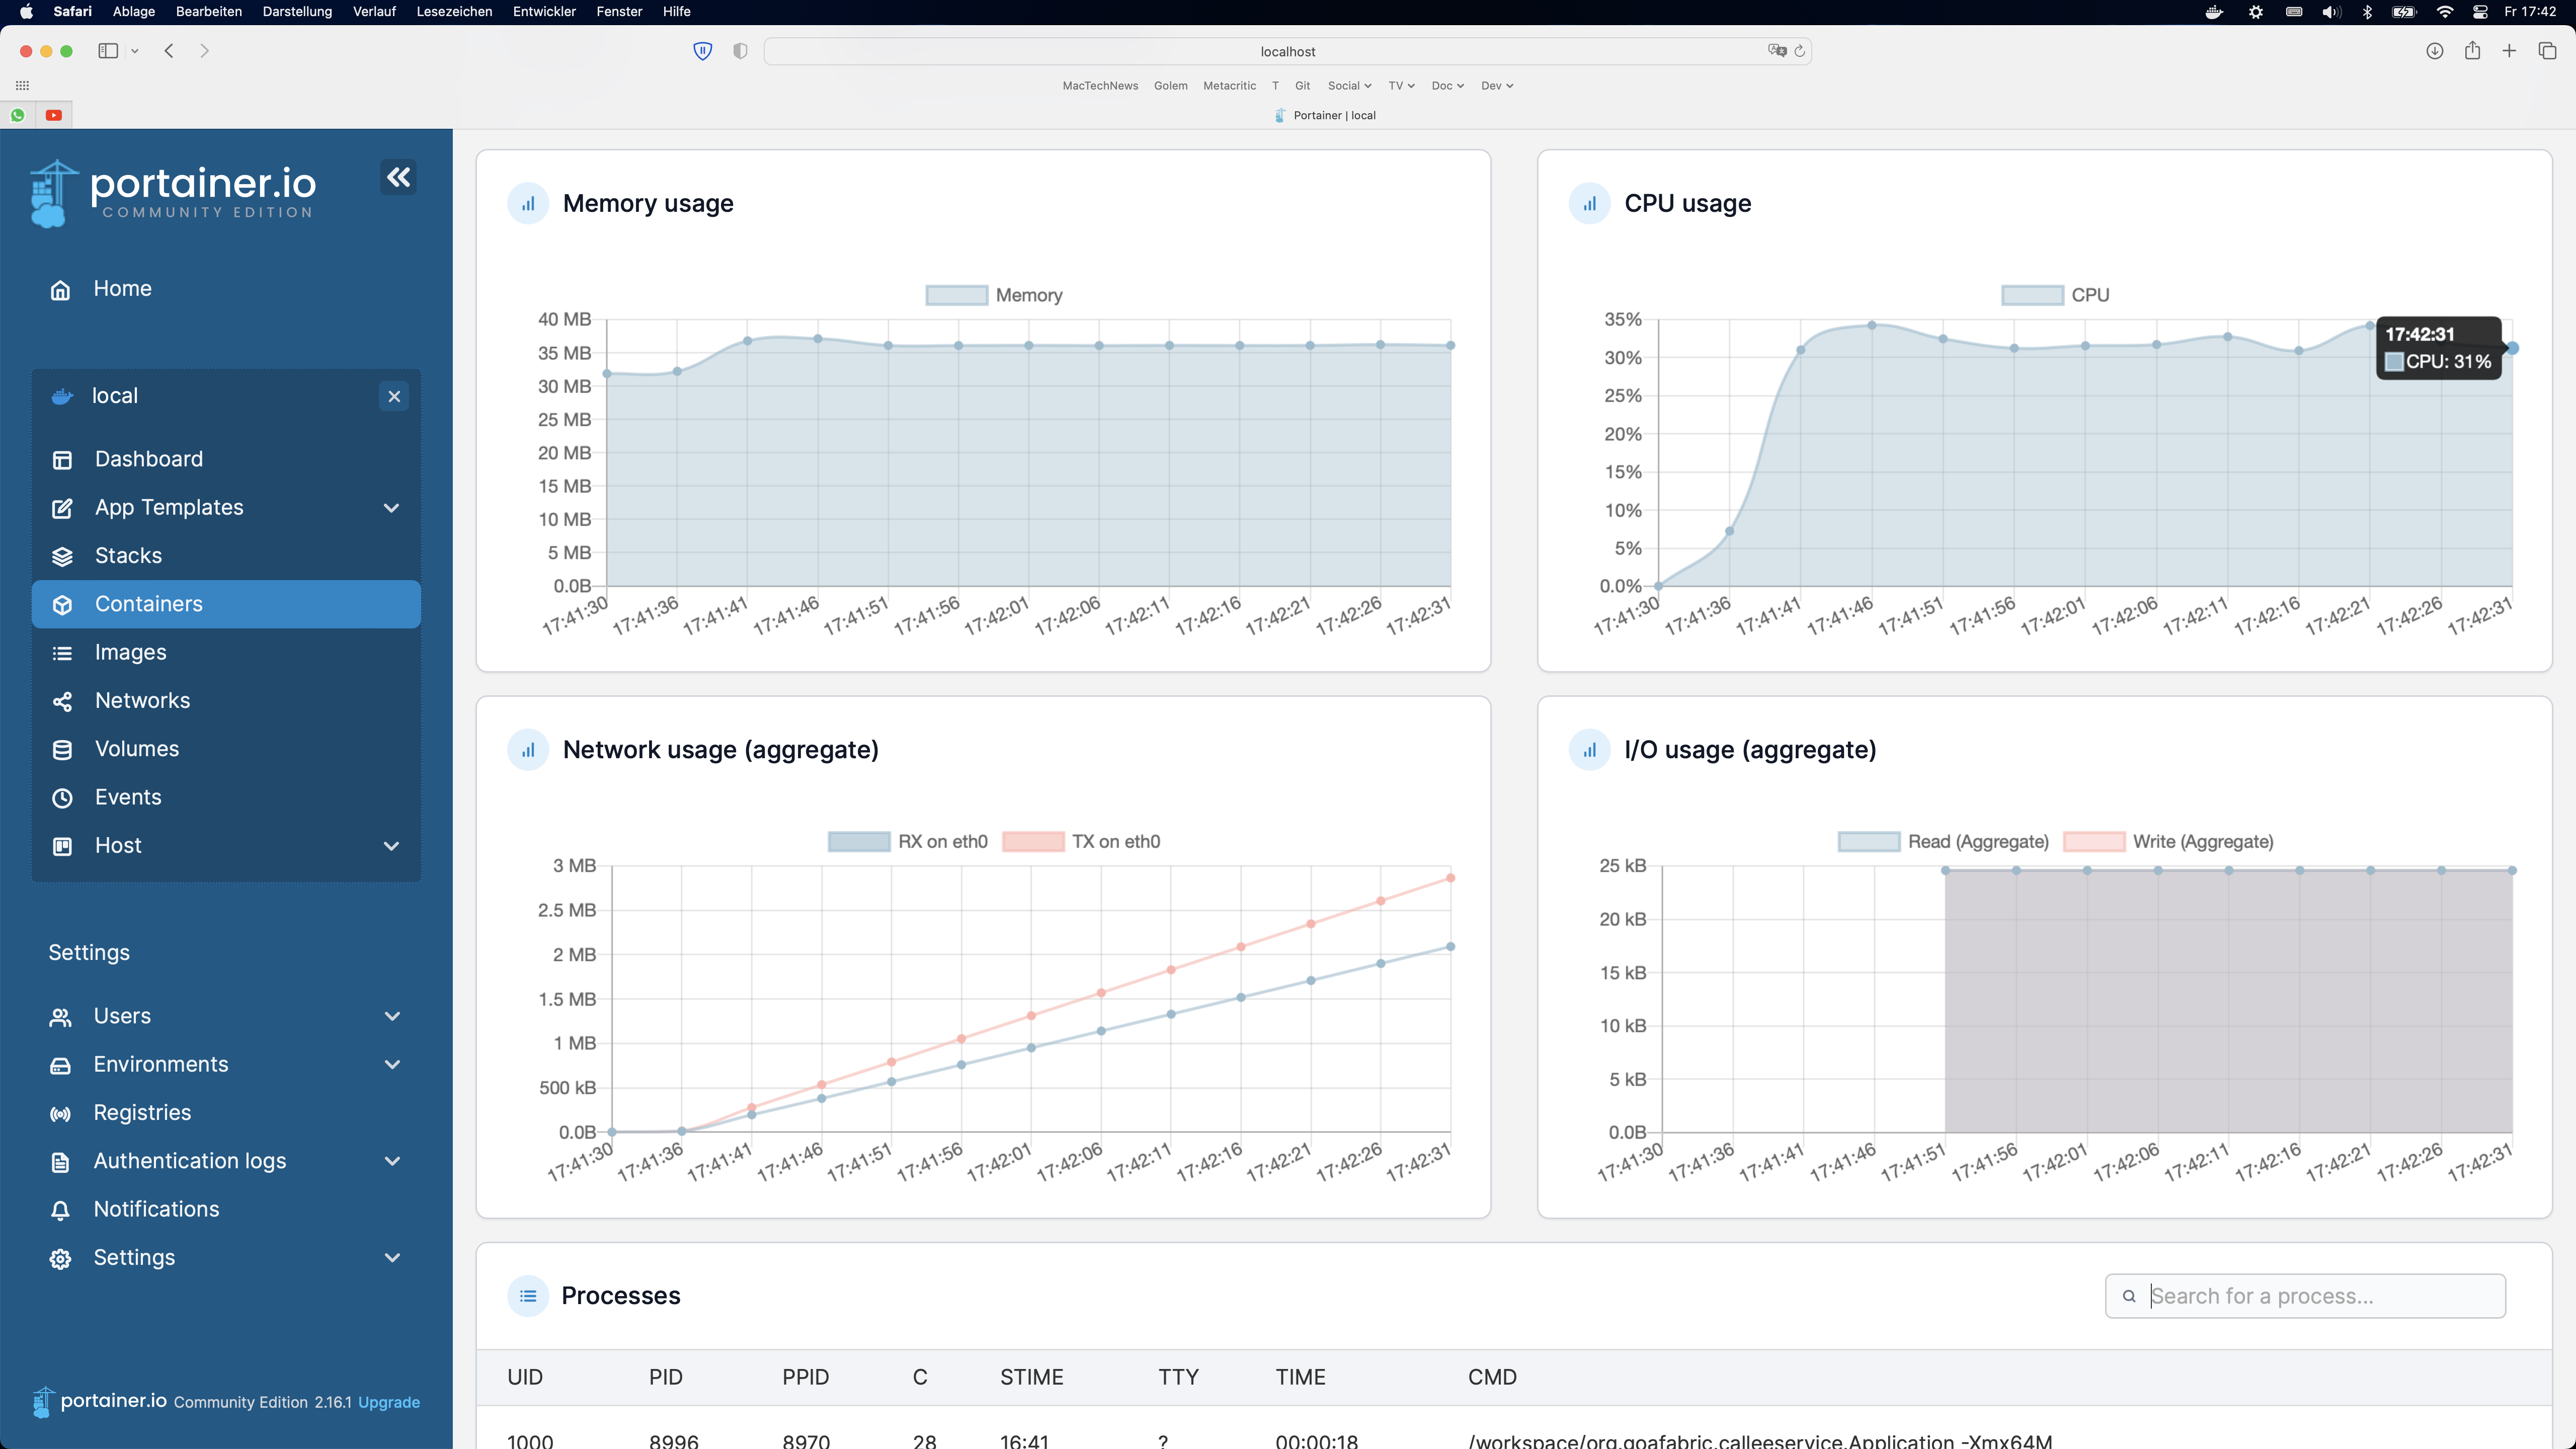 Safari Ablage Bearbeiten Darstellung Verlauf Lesezeichen Entwickler Fenster Hilfe Fr 17:42
localhost
MacTechNews Golem Metacritic T Git Social TV Doc Dev
Portainer | local
portainer.io
COMMUNITY EDITION
Home
local
Dashboard
App Templates
Stacks
Containers
Images
Networks
Volumes
Events
Host
Settings
Users
Environments
Registries
Authentication logs
Notifications
Settings
portainer.io Community Edition 2.16.1 Upgrade
Memory usage
Memory
40 MB
35 MB
30 MB
25 MB
20 MB
15 MB
10 MB
5 MB
0.0B
17:41:30 17:41:36 17:41:41 17:41:46 17:41:51 17:41:56 17:42:01 17:42:06 17:42:11 17:42:16 17:42:21 17:42:26 17:42:31
CPU usage
CPU
35%
30%
25%
20%
15%
10%
5%
0.0%
17:42:31
CPU: 31%
17:41:30 17:41:36 17:41:41 17:41:46 17:41:51 17:41:56 17:42:01 17:42:06 17:42:11 17:42:16 17:42:21 17:42:26 17:42:31
Network usage (aggregate)
RX on eth0 TX on eth0
3 MB
2.5 MB
2 MB
1.5 MB
1 MB
500 kB
0.0B
17:41:30 17:41:36 17:41:41 17:41:46 17:41:51 17:41:56 17:42:01 17:42:06 17:42:11 17:42:16 17:42:21 17:42:26 17:42:31
I/O usage (aggregate)
Read (Aggregate) Write (Aggregate)
25 kB
20 kB
15 kB
10 kB
5 kB
0.0B
17:41:30 17:41:36 17:41:41 17:41:46 17:41:51 17:41:56 17:42:01 17:42:06 17:42:11 17:42:16 17:42:21 17:42:26 17:42:31
Processes
Search for a process...
UID PID PPID C STIME TTY TIME CMD
1000 8996 8970 28 16:41 ? 00:00:18 /workspace/org.goafabric.calleeservice.Application -Xmx64M